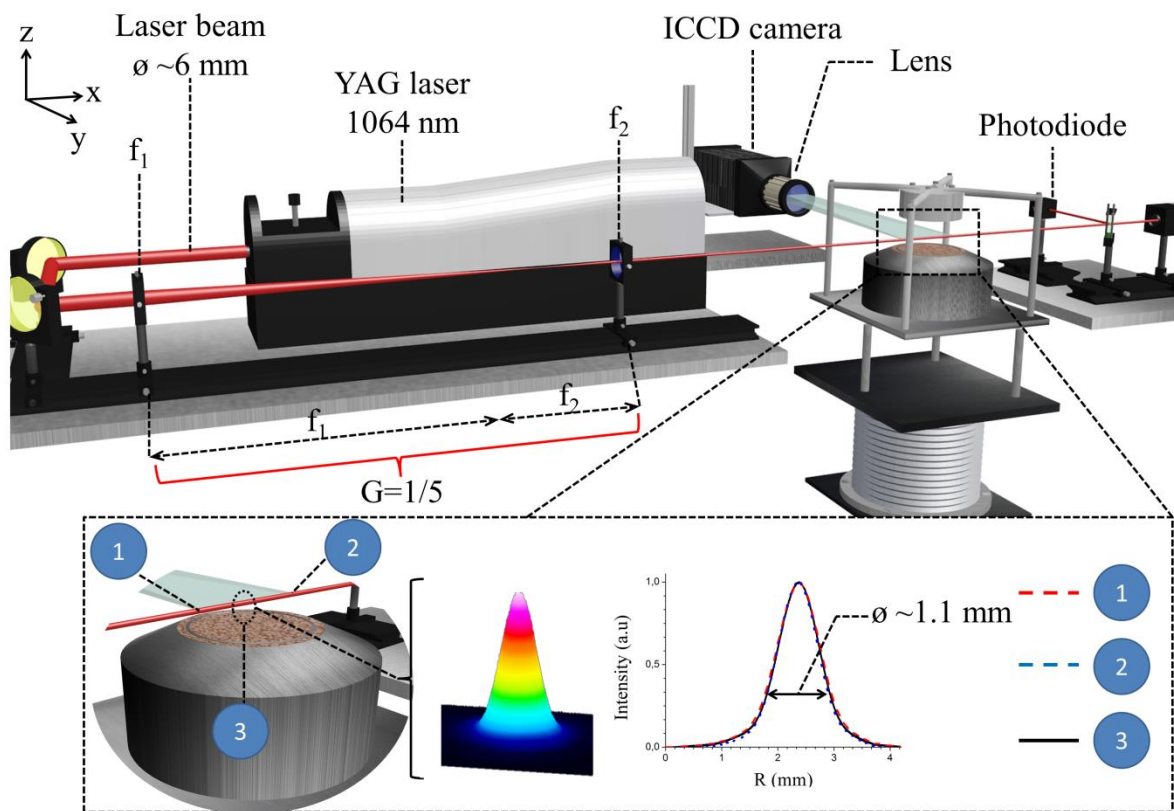 z
x
y
Laser beam
ø ~6 mm
YAG laser
1064 nm
ICCD camera
Lens
Photodiode
f₁
f₂
f₁
f₂
G=1/5
1
2
3
Intensity (a.u)
1,0
0,5
0,0
0 1 2 3 4
R (mm)
ø ~1.1 mm
1
2
3